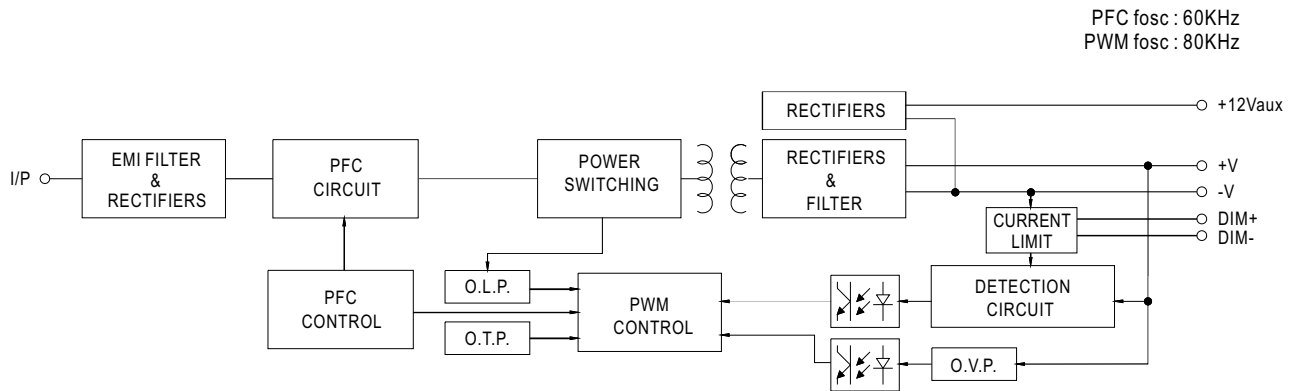 PFC fosc : 60KHz
PWM fosc : 80KHz
RECTIFIERS
+12Vaux
I/P
EMI FILTER
&
RECTIFIERS
PFC
CIRCUIT
POWER
SWITCHING
RECTIFIERS
&
FILTER
+V
-V
DIM+
DIM-
CURRENT
LIMIT
PFC
CONTROL
O.L.P.
O.T.P.
PWM
CONTROL
DETECTION
CIRCUIT
O.V.P.